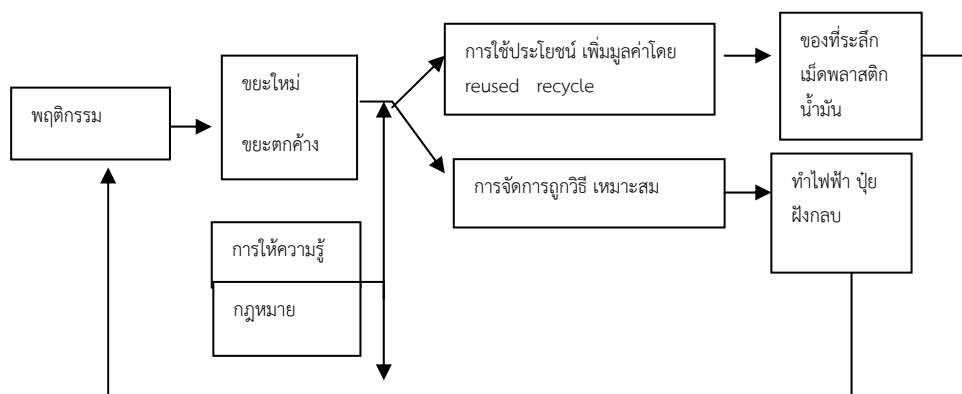 พฤติกรรม
ขยะใหม่
ขยะตกค้าง
การให้ความรู้
กฎหมาย
การใช้ประโยชน์ เพิ่มมูลค่าโดย
reused recycle
การจัดการถูกวิธี เหมาะสม
ของที่ระลึก
เม็ดพลาสติก
น้ำมัน
ทำไฟฟ้า ปุ๋ย
ฝังกลบ